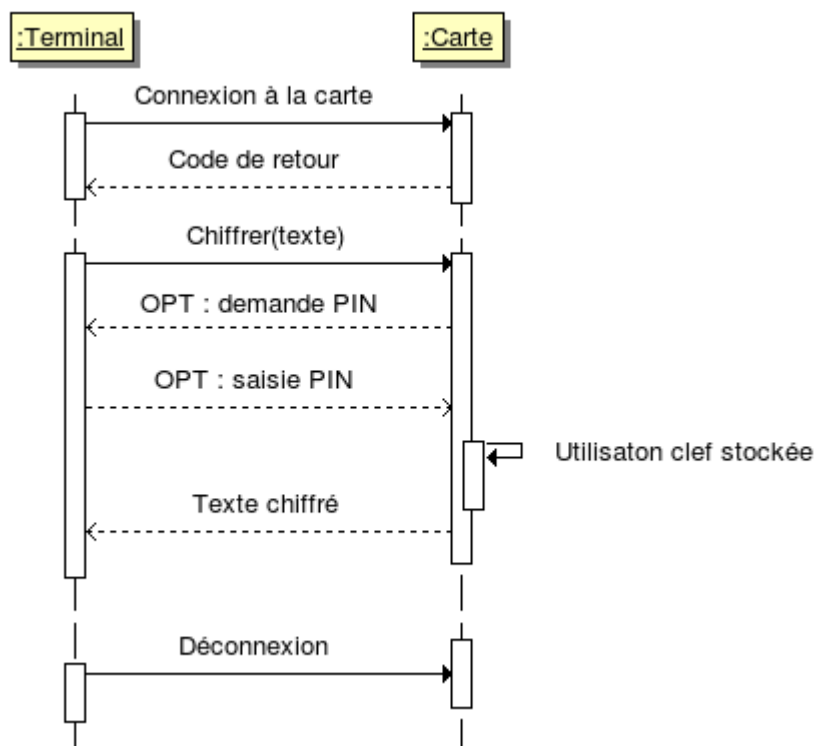 :Terminal
:Carte
Connexion à la carte
Code de retour
Chiffrer(texte)
OPT : demande PIN
OPT : saisie PIN
Utilisaton clef stockée
Texte chiffré
Déconnexion